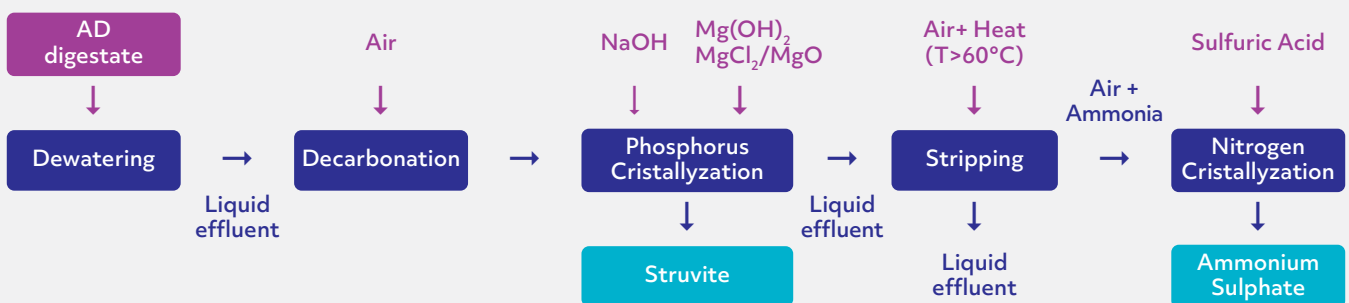 AD
digestate
Air
NaOH
Mg(OH)₂
MgCl₂/MgO
Air+ Heat
(T>60°C)
Sulfuric Acid
Air +
Ammonia
Dewatering
Decarbonation
Phosphorus
Cristallyzation
Stripping
Nitrogen
Cristallyzation
Liquid
effluent
Liquid
effluent
Struvite
Liquid
effluent
Ammonium
Sulphate